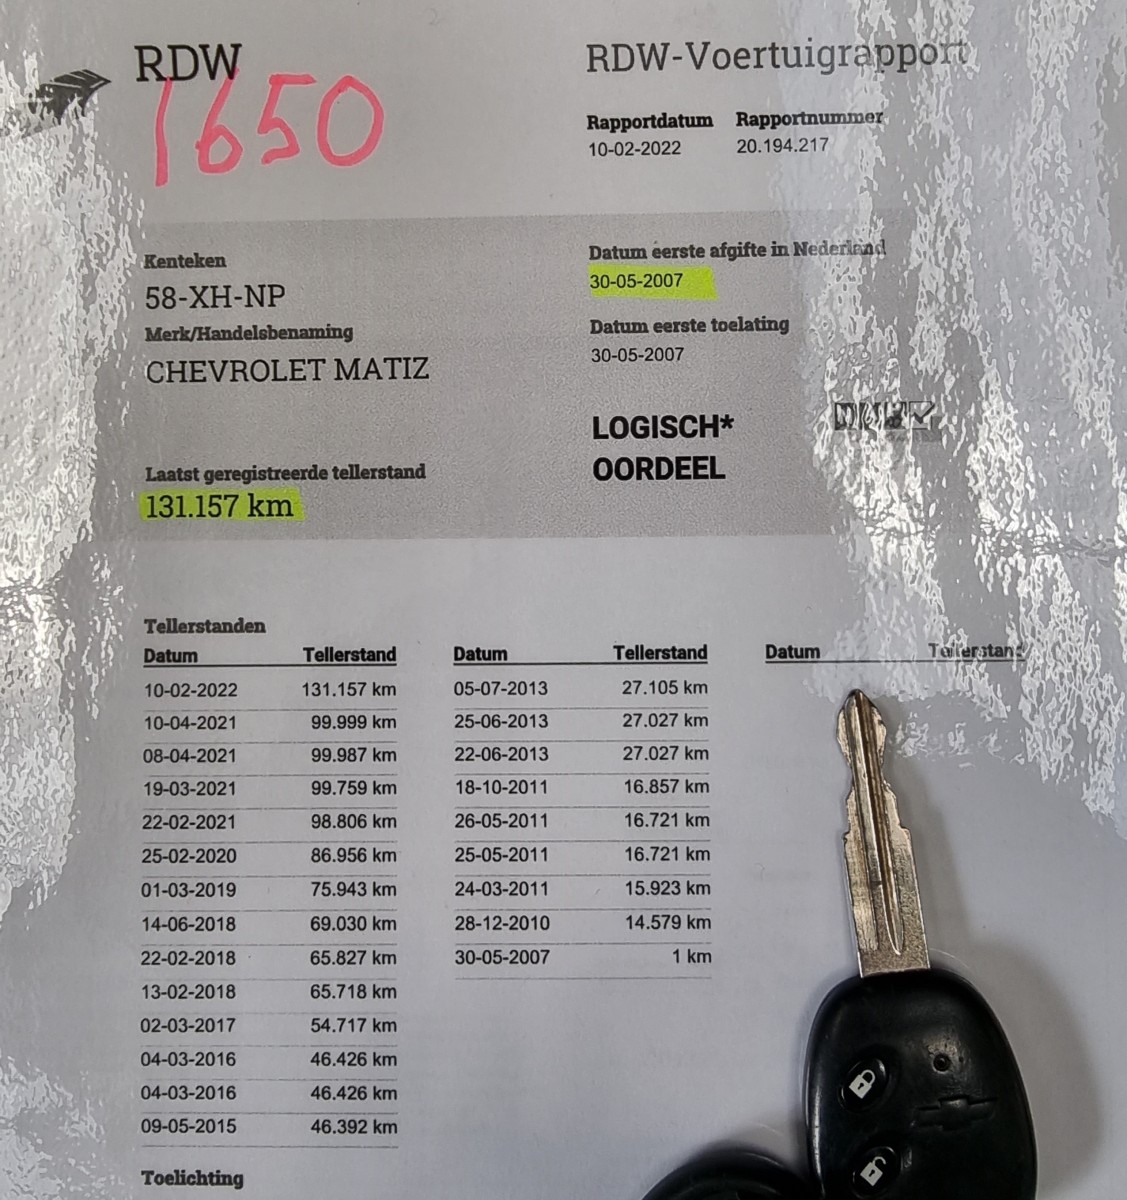 RDW
1650
RDW-Voertuigrapport
Rapportdatum Rapportnummer
10-02-2022 20.194.217
Kenteken
58-XH-NP
Merk/Handelsbenaming
CHEVROLET MATIZ
Laatst geregistreerde tellerstand
131.157 km
Datum eerste afgifte in Nederland
30-05-2007
Datum eerste toelating
30-05-2007
LOGISCH*
OORDEEL
Tellerstanden
Datum Tellerstand
10-02-2022 131.157 km
10-04-2021 99.999 km
08-04-2021 99.987 km
19-03-2021 99.759 km
22-02-2021 98.806 km
25-02-2020 86.956 km
01-03-2019 75.943 km
14-06-2018 69.030 km
22-02-2018 65.827 km
13-02-2018 65.718 km
02-03-2017 54.717 km
04-03-2016 46.426 km
04-03-2016 46.426 km
09-05-2015 46.392 km
Datum Tellerstand
05-07-2013 27.105 km
25-06-2013 27.027 km
22-06-2013 27.027 km
18-10-2011 16.857 km
26-05-2011 16.721 km
25-05-2011 16.721 km
24-03-2011 15.923 km
28-12-2010 14.579 km
30-05-2007 1 km
Datum Tellerstand
Toelichting